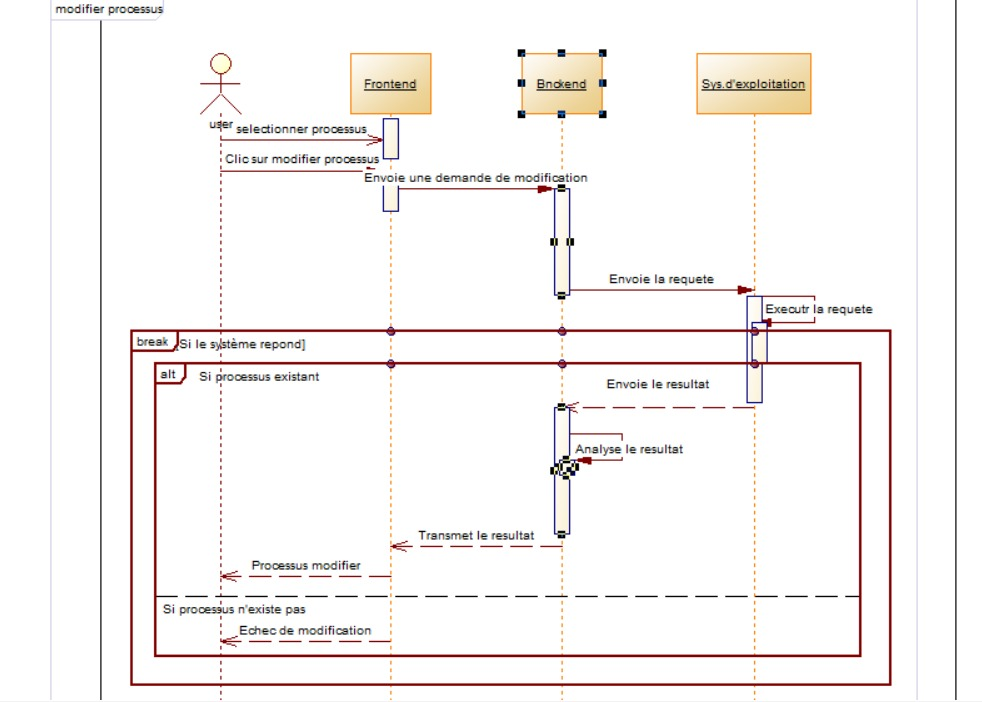 modifier processus
Frontend
Bnckend
Sys.d'exploitation
user
selectionner processus
Clic sur modifier processus
Envoie une demande de modification
Envoie la requete
Executr la requete
break
Si le système repond]
alt
Si processus existant
Envoie le resultat
Analyse le resultat
Transmet le resultat
Processus modifier
Si processus n'existe pas
Echec de modification